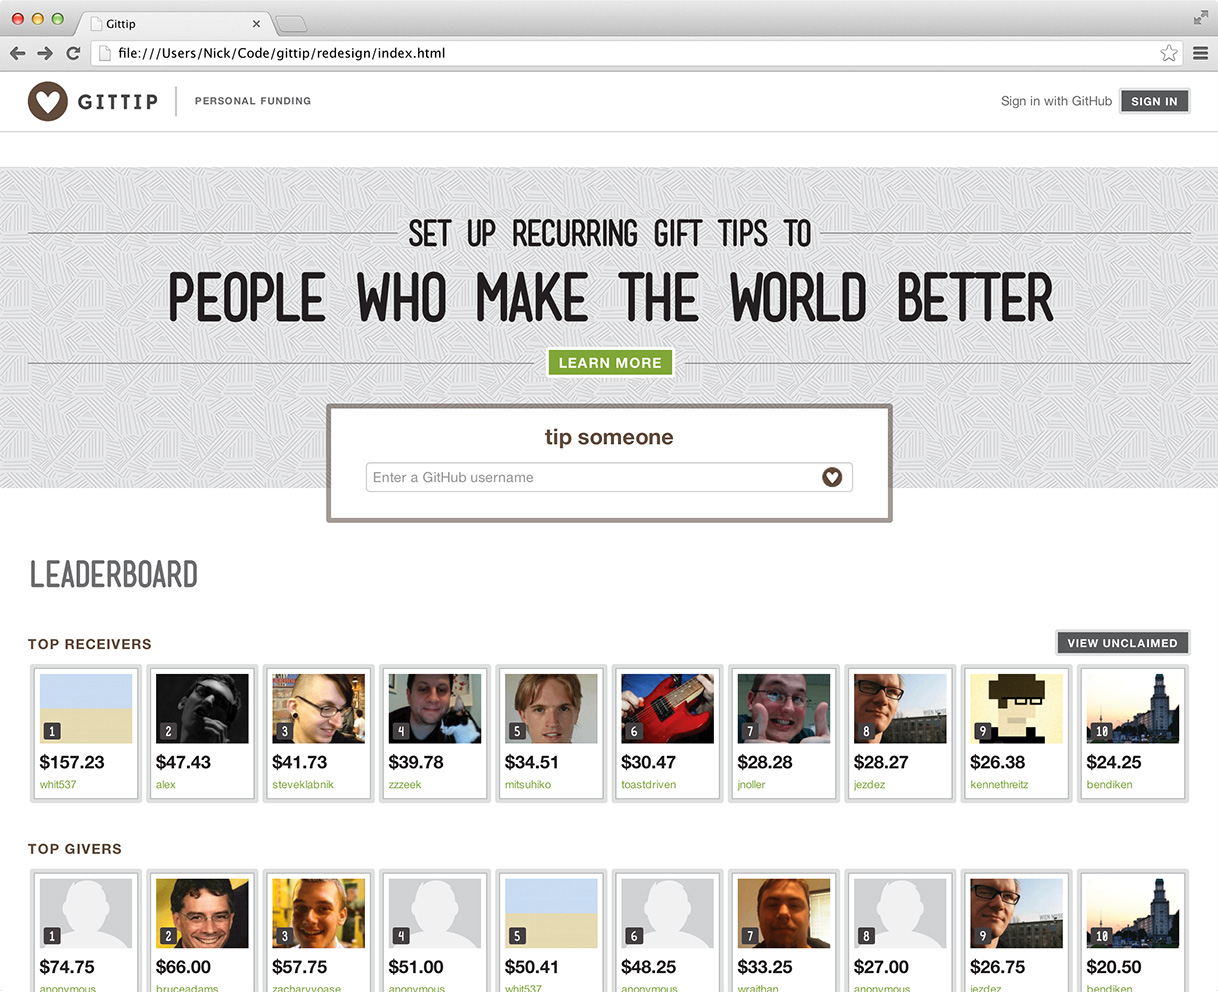 Gittip
file:///Users/Nick/Code/gittip/redesign/index.html
GITTIP PERSONAL FUNDING Sign in with GitHub SIGN IN
SET UP RECURRING GIFT TIPS TO
PEOPLE WHO MAKE THE WORLD BETTER
LEARN MORE
tip someone
Enter a GitHub username
LEADERBOARD
TOP RECEIVERS VIEW UNCLAIMED
1 2 3 4 5 6 7 8 9 10
$157.23 $47.43 $41.73 $39.78 $34.51 $30.47 $28.28 $28.27 $26.38 $24.25
whit537 alex steveklabnik zzzeek mitsuhiko toastdriven jnoller jezdez kennethreitz bendiken
TOP GIVERS
1 2 3 4 5 6 7 8 9 10
$74.75 $66.00 $57.75 $51.00 $50.41 $48.25 $33.25 $27.00 $26.75 $20.50
anonymous bruceadams zacharyvoase anonymous whit537 anonymous wraithan anonymous jezdez bendiken